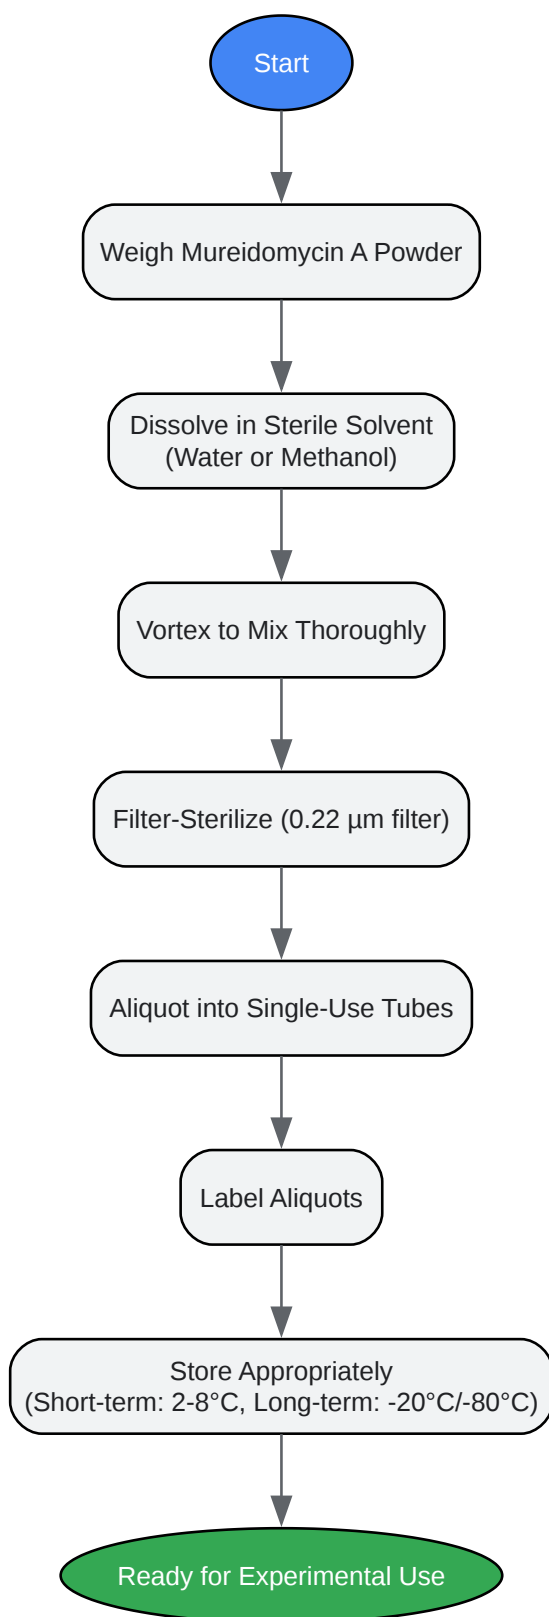 Start
Weigh Mureidomycin A Powder
Dissolve in Sterile Solvent
(Water or Methanol)
Vortex to Mix Thoroughly
Filter-Sterilize (0.22 µm filter)
Aliquot into Single-Use Tubes
Label Aliquots
Store Appropriately
(Short-term: 2-8°C, Long-term: -20°C/-80°C)
Ready for Experimental Use